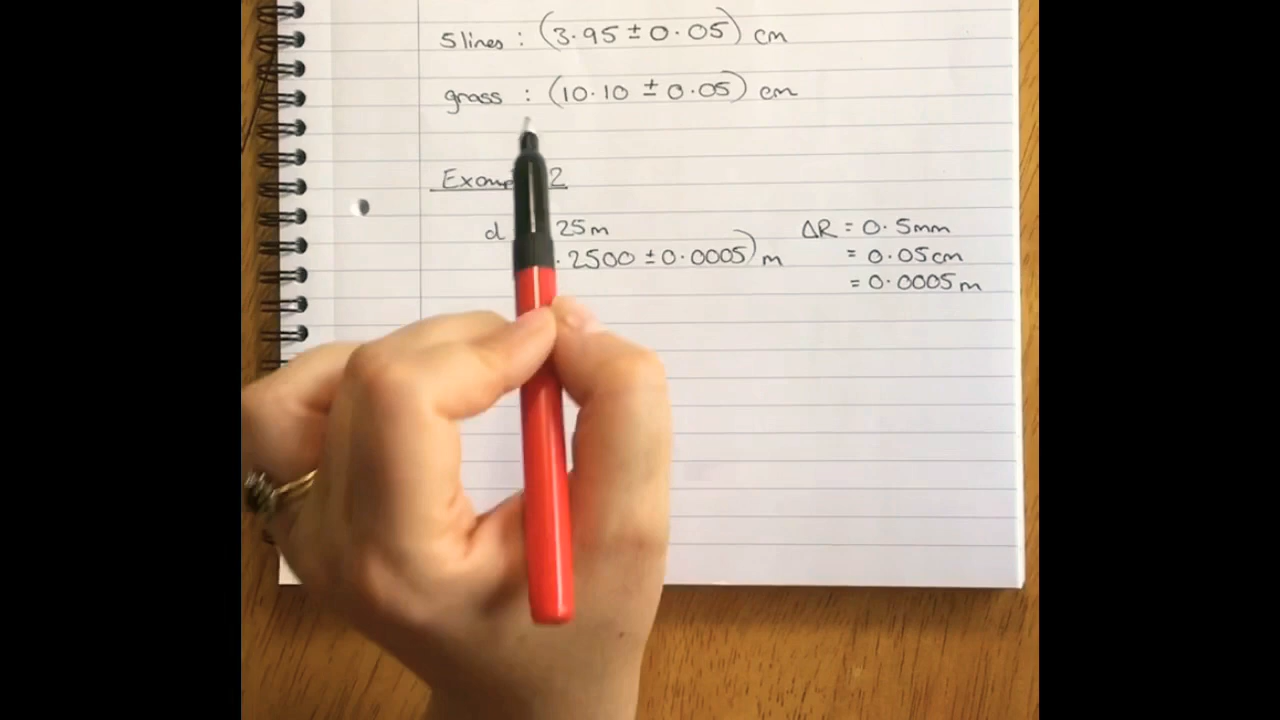 5 lines : (3.95 ± 0.05) cm
grass : (10.10 ± 0.05) cm
2
d 25m
.2500 ± 0.0005) m
ΔR = 0.5mm
= 0.05cm
= 0.0005m